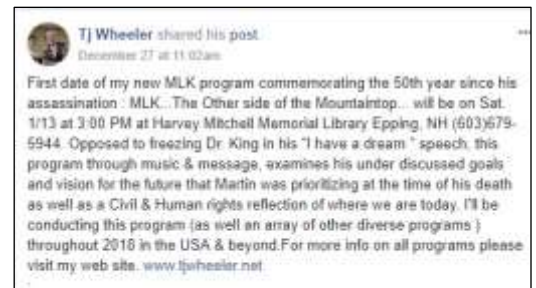 Tj Wheeler shared his post
December 27 at 11:02am
First date of my new MLK program commemorating the 50th year since his
assassination : MLK...The Other side of the Mountaintop... will be on Sat.
1/13 at 3:00 PM at Harvey Mitchell Memorial Library Epping, NH (603)679-
5944. Opposed to freezing Dr. King in his "I have a dream " speech, this
program through music & message, examines his under discussed goals
and vision for the future that Martin was prioritizing at the time of his death
as well as a Civil & Human rights reflection of where we are today. I'll be
conducting this program (as well an array of other diverse programs )
throughout 2018 in the USA & beyond.For more info on all programs please
visit my web site. www.tjwheeler.net